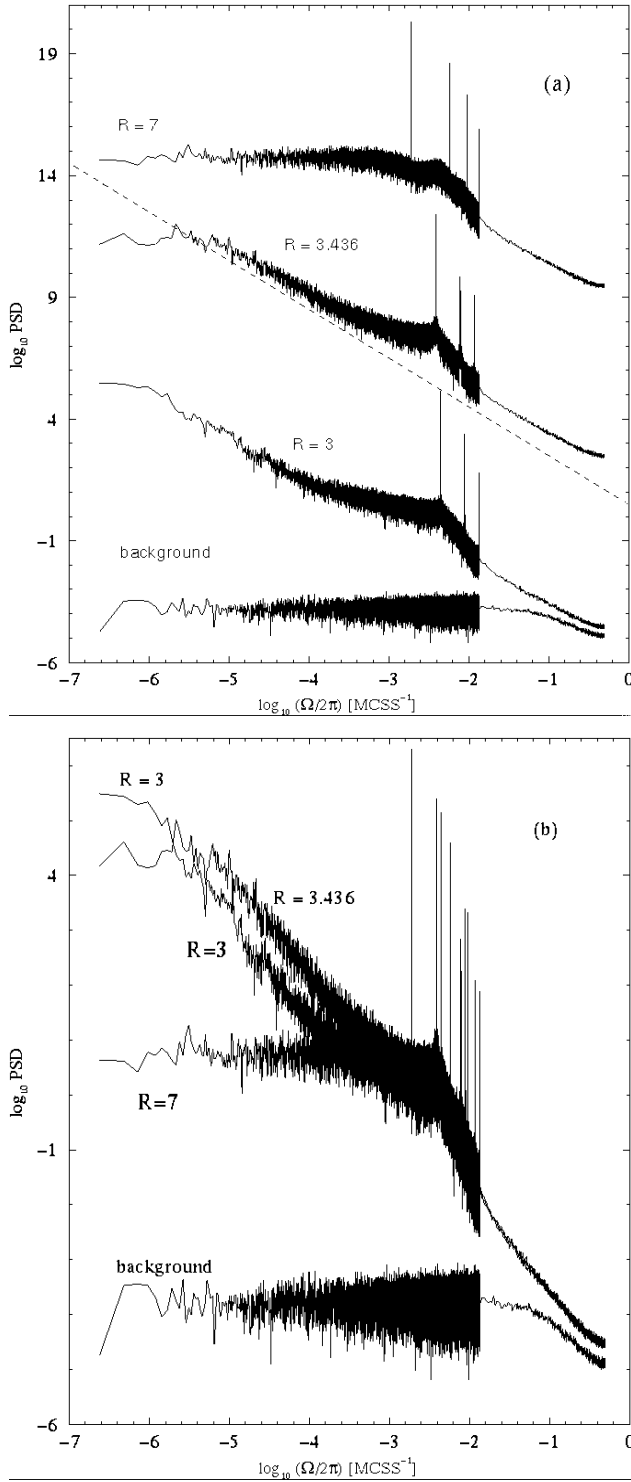 19
14
9
4
−1
−6
log₁₀ PSD
(a)
R = 7
R = 3.436
R = 3
background
−7 −6 −5 −4 −3 −2 −1 0
log₁₀ (Ω/2π) [MCSS⁻¹]
4
−1
−6
log₁₀ PSD
(b)
R = 3
R = 3.436
R=3
R=7
background
−7 −6 −5 −4 −3 −2 −1 0
log₁₀ (Ω/2π) [MCSS⁻¹]